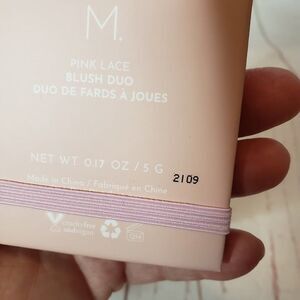 M.
PINK LACE
BLUSH DUO
DUO DE FARDS À JOUES
NET WT. 0.17 OZ / 5 G
2109
Made in China / Fabriqué en Chine